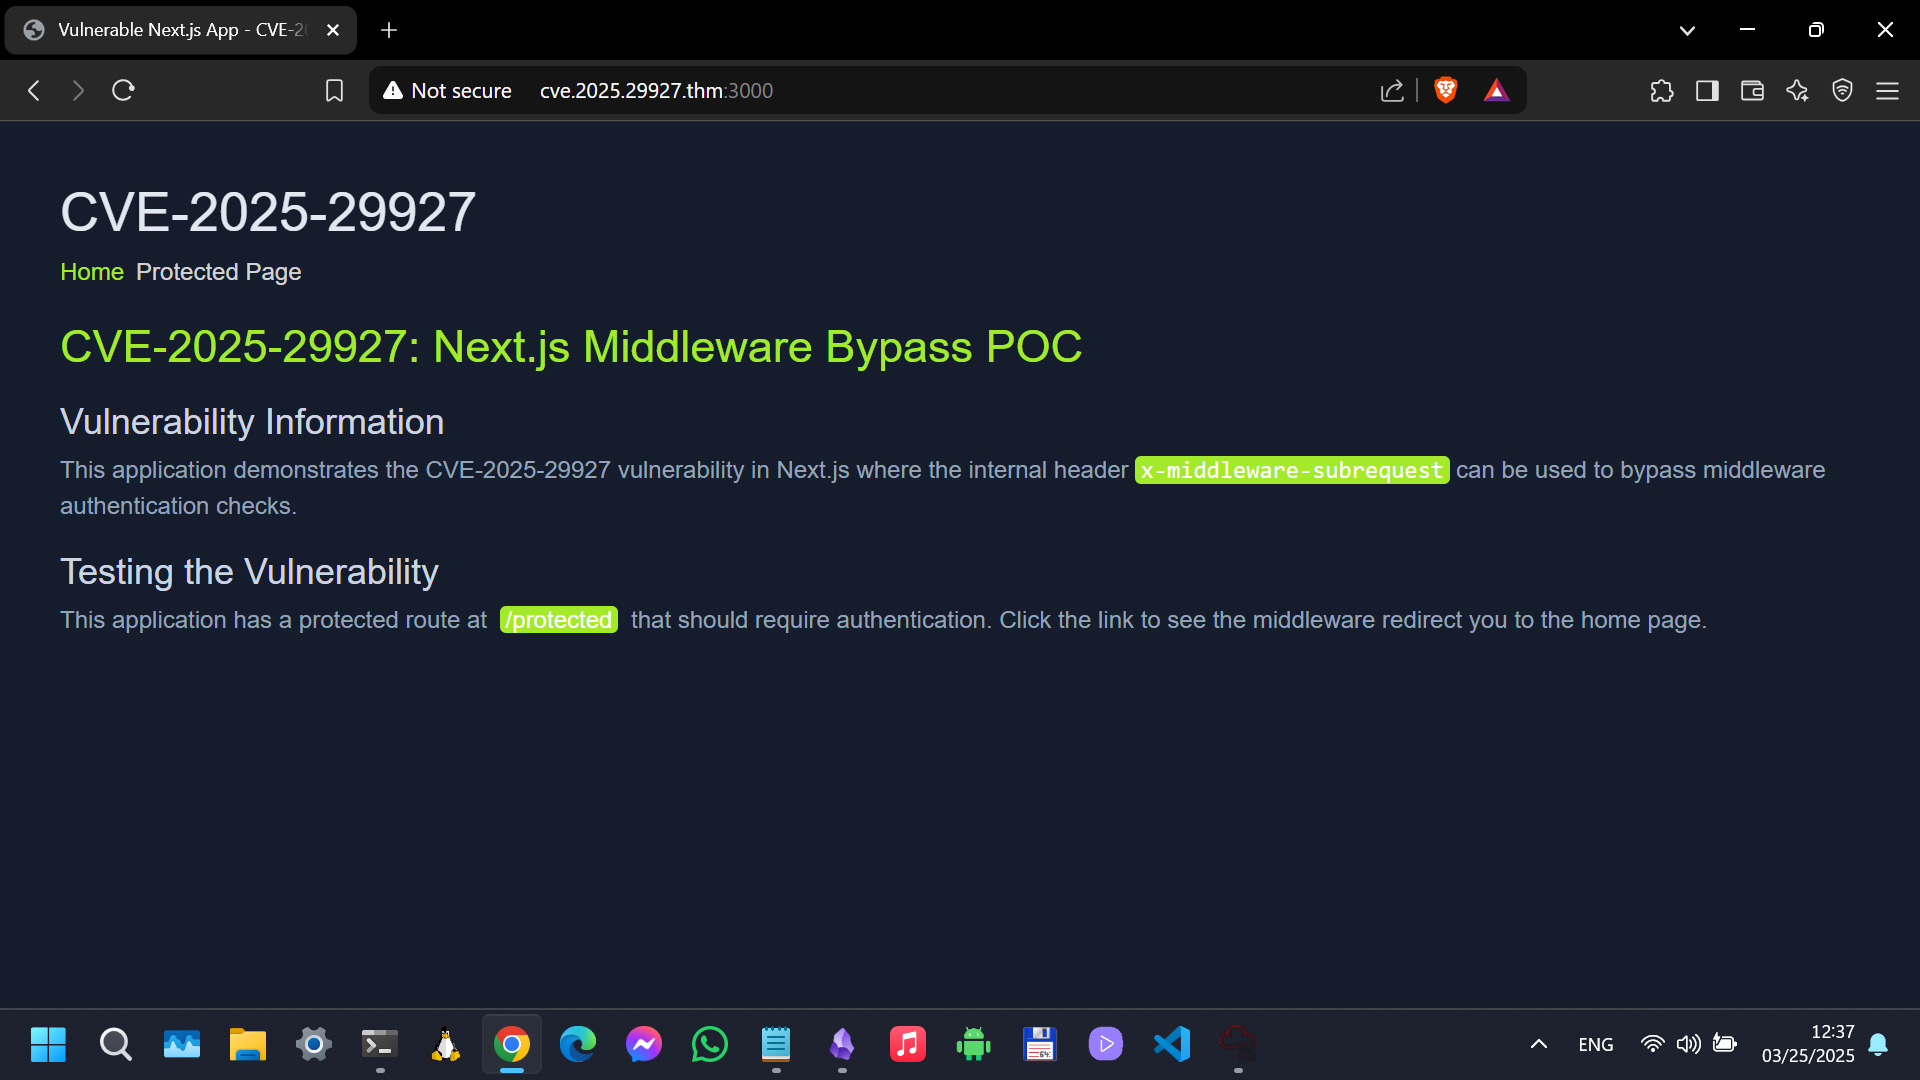 Vulnerable Next.js App - CVE-20
Not secure cve.2025.29927.thm:3000
CVE-2025-29927
Home Protected Page
CVE-2025-29927: Next.js Middleware Bypass POC
Vulnerability Information
This application demonstrates the CVE-2025-29927 vulnerability in Next.js where the internal header x-middleware-subrequest can be used to bypass middleware
authentication checks.
Testing the Vulnerability
This application has a protected route at /protected that should require authentication. Click the link to see the middleware redirect you to the home page.
64
ENG
12:37
03/25/2025